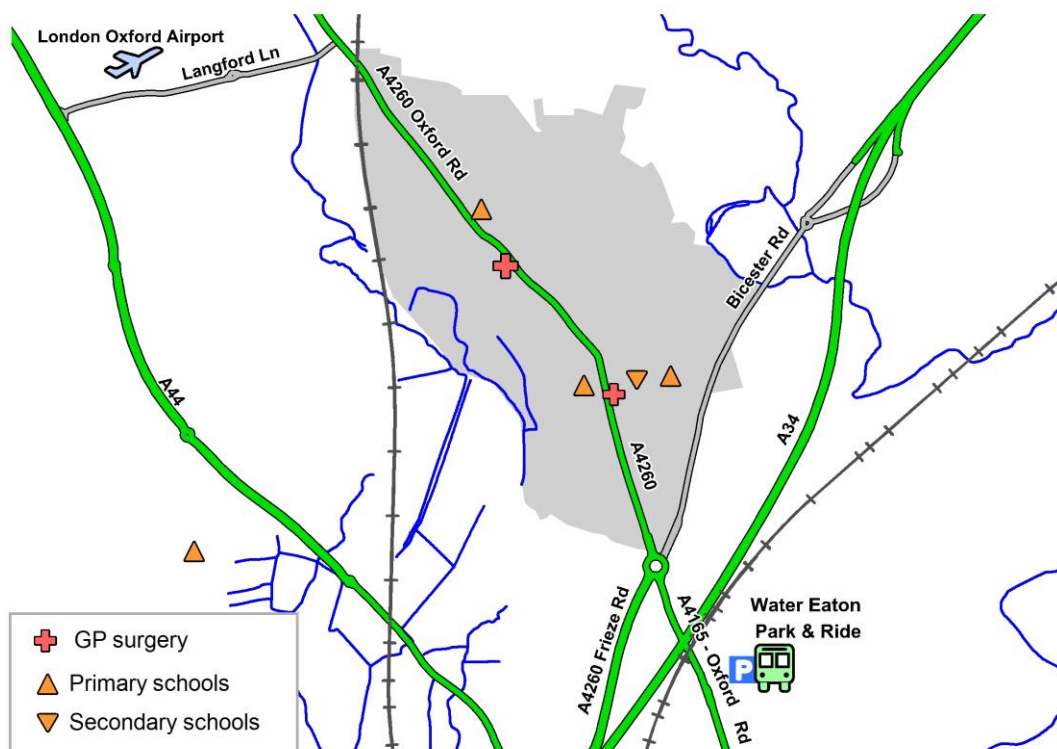 London Oxford Airport
Langford Ln
A4260 Oxford Rd
Bicester Rd
A44
A34
A4260
A4260 Frieze Rd
A4165 - Oxford Rd
Water Eaton
Park & Ride
P
GP surgery
Primary schools
Secondary schools